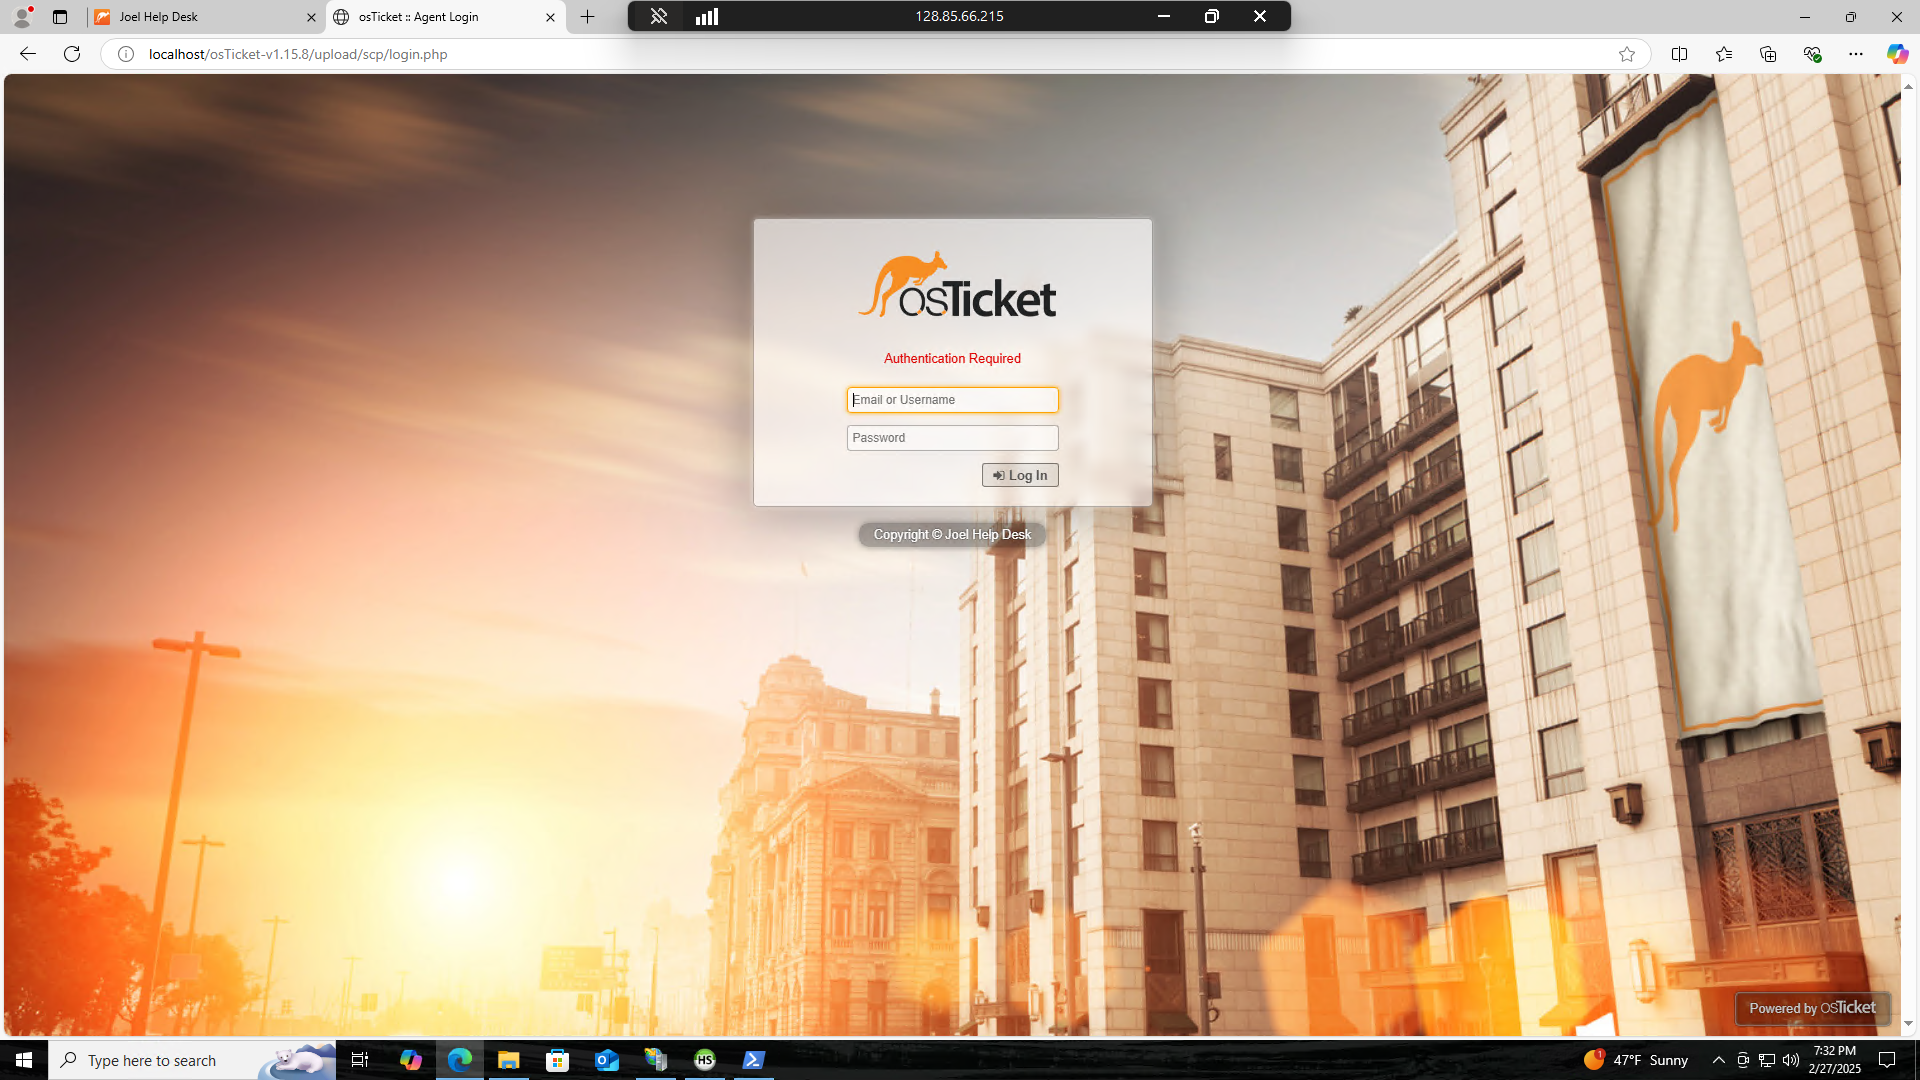 Joel Help Desk
osTicket :: Agent Login
128.85.66.215
localhost/osTicket-v1.15.8/upload/scp/login.php
osTicket
Authentication Required
Email or Username
Password
Log In
Copyright © Joel Help Desk
Powered by osTicket
Type here to search
HS
1
47°F Sunny
7:32 PM
2/27/2025